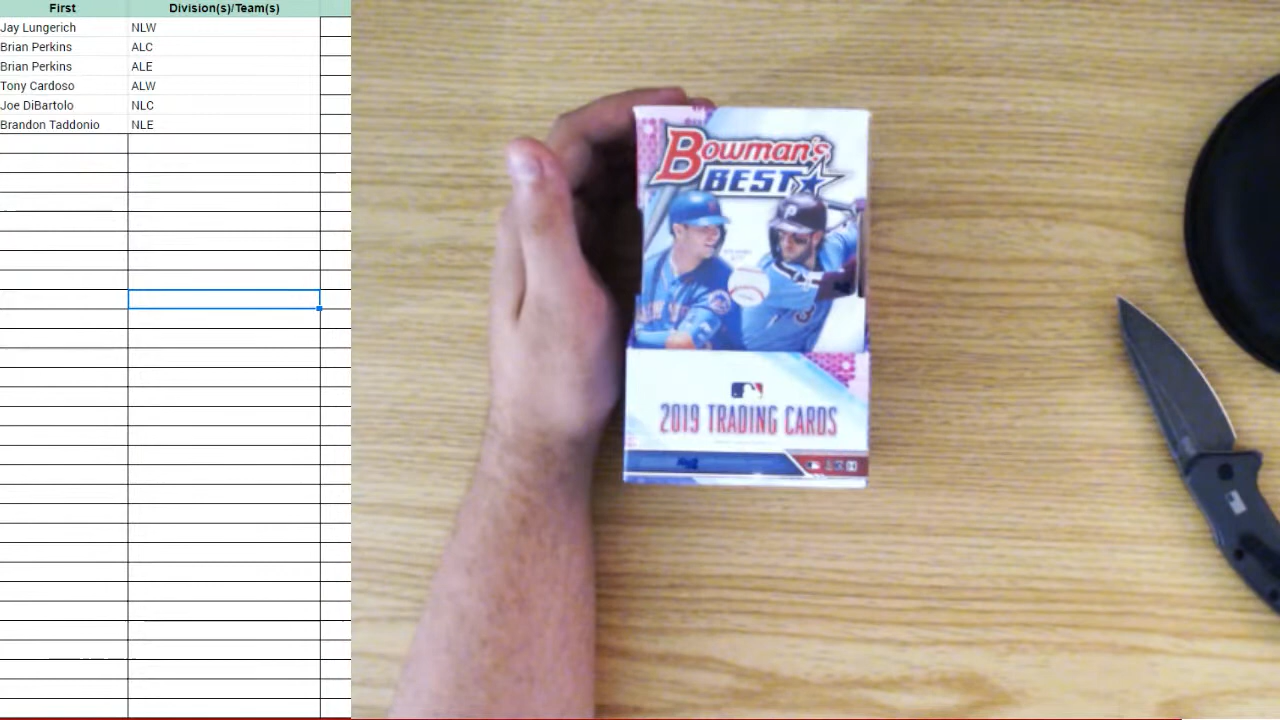 First Division(s)/Team(s)
Jay Lungerich NLW
Brian Perkins ALC
Brian Perkins ALE
Tony Cardoso ALW
Joe DiBartolo NLC
Brandon Taddonio NLE
Bowman's
BEST
P
3
2019 TRADING CARDS